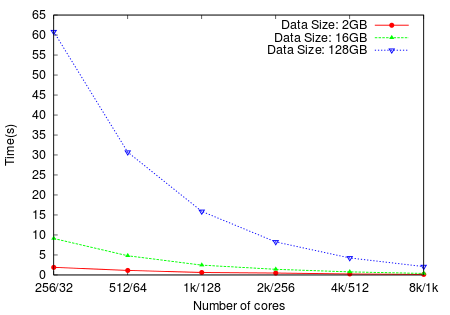 65
60
55
50
45
40
35
30
25
20
15
10
5
0
Time(s)
Data Size: 2GB
Data Size: 16GB
Data Size: 128GB
256/32 512/64 1k/128 2k/256 4k/512 8k/1k
Number of cores